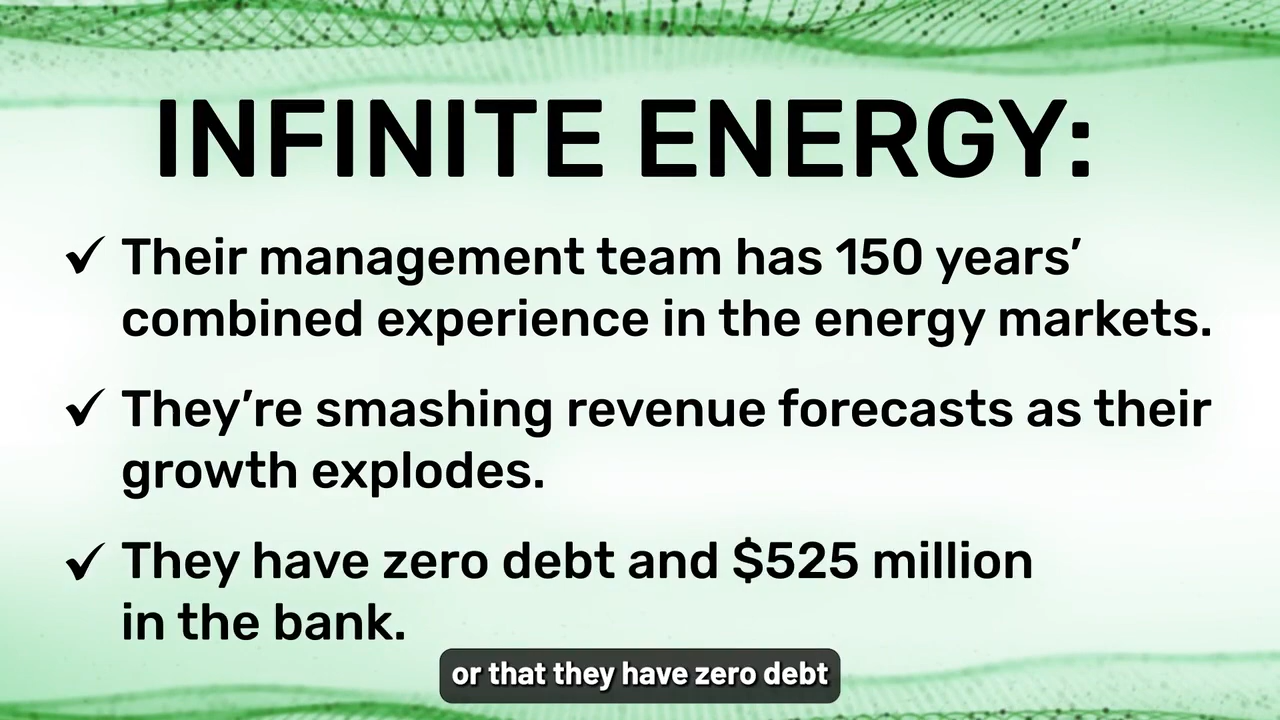 INFINITE ENERGY:
✓ Their management team has 150 years’
combined experience in the energy markets.
✓ They’re smashing revenue forecasts as their
growth explodes.
✓ They have zero debt and $525 million
in the bank.
or that they have zero debt